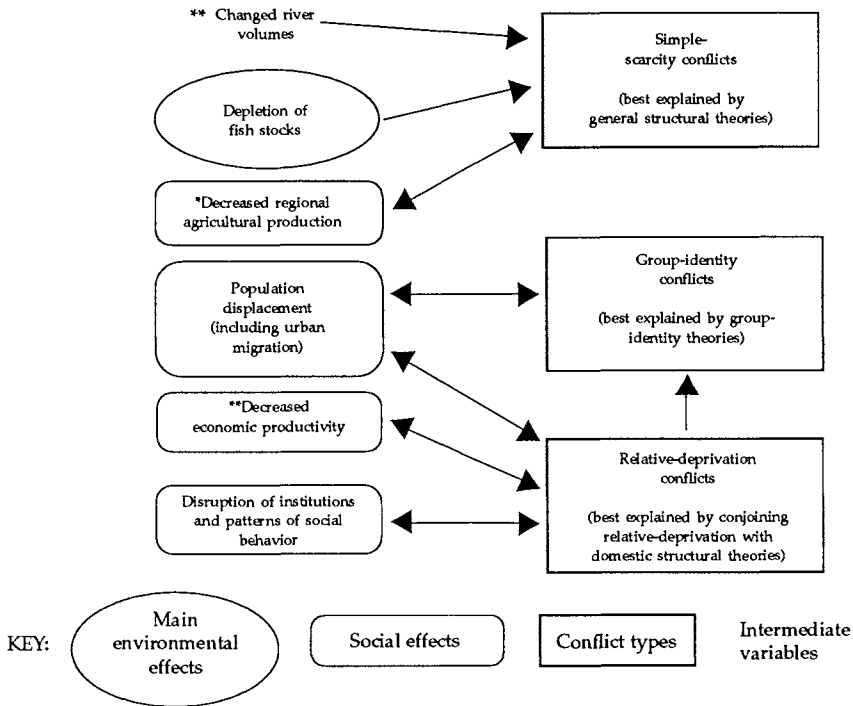 ** Changed river
volumes
Simple-
scarcity conflicts
(best explained by
general structural theories)
Depletion of
fish stocks
*Decreased regional
agricultural production
Population
displacement
(including urban
migration)
Group-identity
conflicts
(best explained by group-
identity theories)
**Decreased
economic productivity
Relative-deprivation
conflicts
(best explained by conjoining
relative-deprivation with
domestic structural theories)
Disruption of institutions
and patterns of social
behavior
KEY:
Main
environmental
effects
Social effects
Conflict types
Intermediate
variables